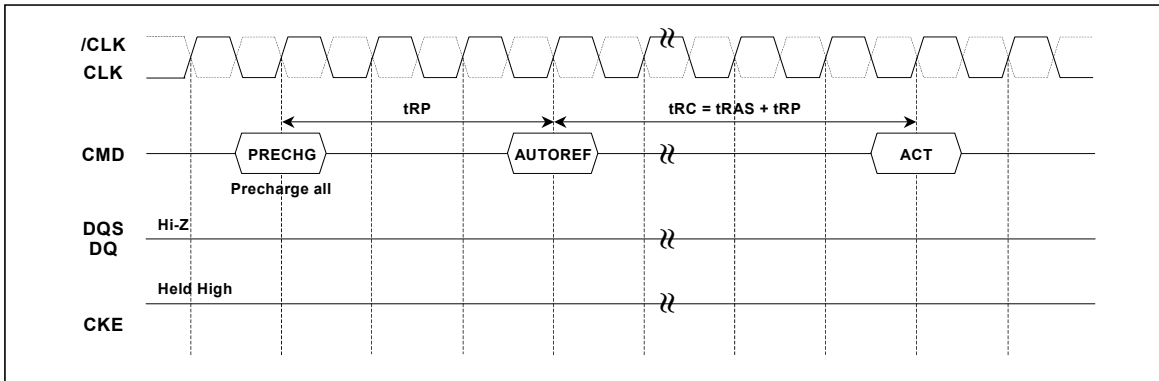 /CLK
CLK
tRP
tRC = tRAS + tRP
CMD
PRECHG
AUTOREF
ACT
Precharge all
DQS
DQ
Hi-Z
Held High
CKE